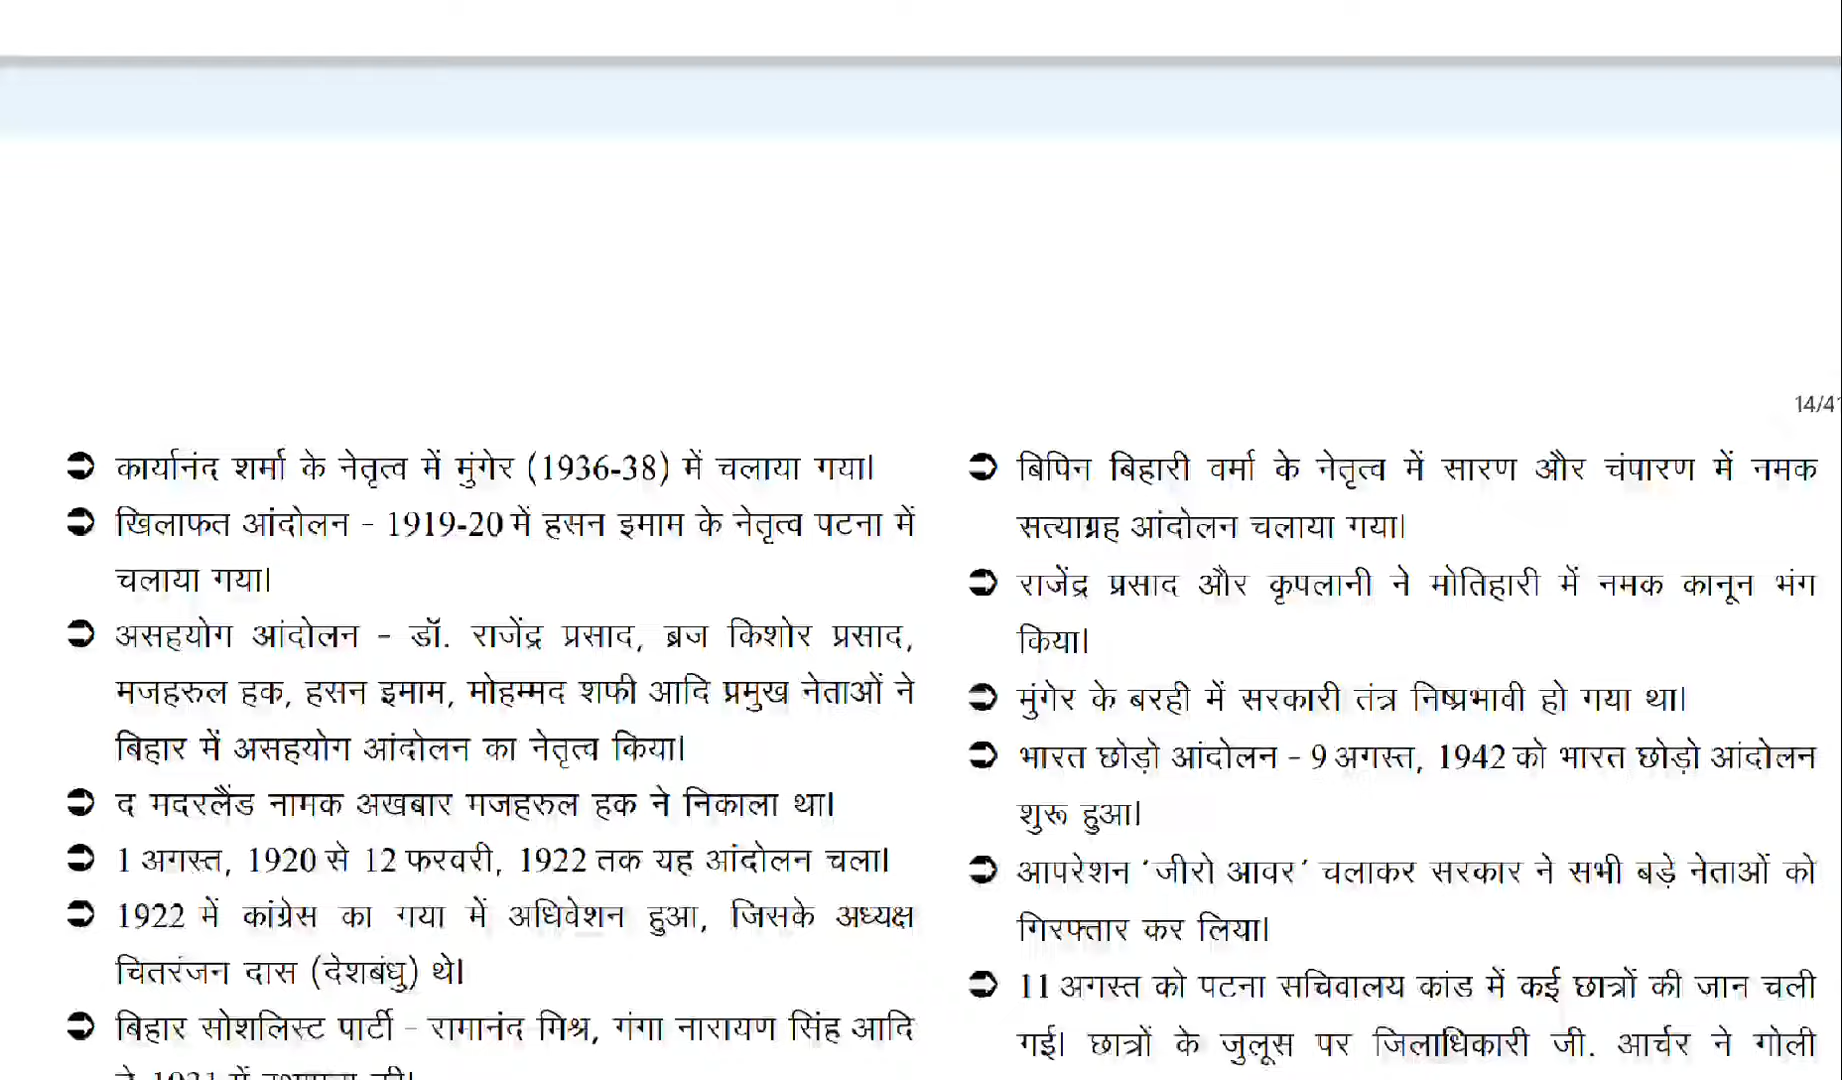 14/41
➲ कार्यानंद शर्मा के नेतृत्व में मुंगेर (1936-38) में चलाया गया।
➲ खिलाफत आंदोलन - 1919-20 में हसन इमाम के नेतृत्व पटना में
चलाया गया।
➲ असहयोग आंदोलन - डॉ. राजेंद्र प्रसाद, ब्रज किशोर प्रसाद,
मजहरुल हक, हसन इमाम, मोहम्मद शफी आदि प्रमुख नेताओं ने
बिहार में असहयोग आंदोलन का नेतृत्व किया।
➲ द मदरलैंड नामक अखबार मजहरुल हक ने निकाला था।
➲ 1 अगस्त, 1920 से 12 फरवरी, 1922 तक यह आंदोलन चला।
➲ 1922 में कांग्रेस का गया में अधिवेशन हुआ, जिसके अध्यक्ष
चितरंजन दास (देशबंधु) थे।
➲ बिहार सोशलिस्ट पार्टी - रामानंद मिश्र, गंगा नारायण सिंह आदि
ने 1931 में स्थापना की।
➲ बिपिन बिहारी वर्मा के नेतृत्व में सारण और चंपारण में नमक
सत्याग्रह आंदोलन चलाया गया।
➲ राजेंद्र प्रसाद और कृपलानी ने मोतिहारी में नमक कानून भंग
किया।
➲ मुंगेर के बरही में सरकारी तंत्र निष्प्रभावी हो गया था।
➲ भारत छोड़ो आंदोलन - 9 अगस्त, 1942 को भारत छोड़ो आंदोलन
शुरू हुआ।
➲ आपरेशन ‘जीरो आवर’ चलाकर सरकार ने सभी बड़े नेताओं को
गिरफ्तार कर लिया।
➲ 11 अगस्त को पटना सचिवालय कांड में कई छात्रों की जान चली
गई। छात्रों के जुलूस पर जिलाधिकारी जी. आर्चर ने गोली